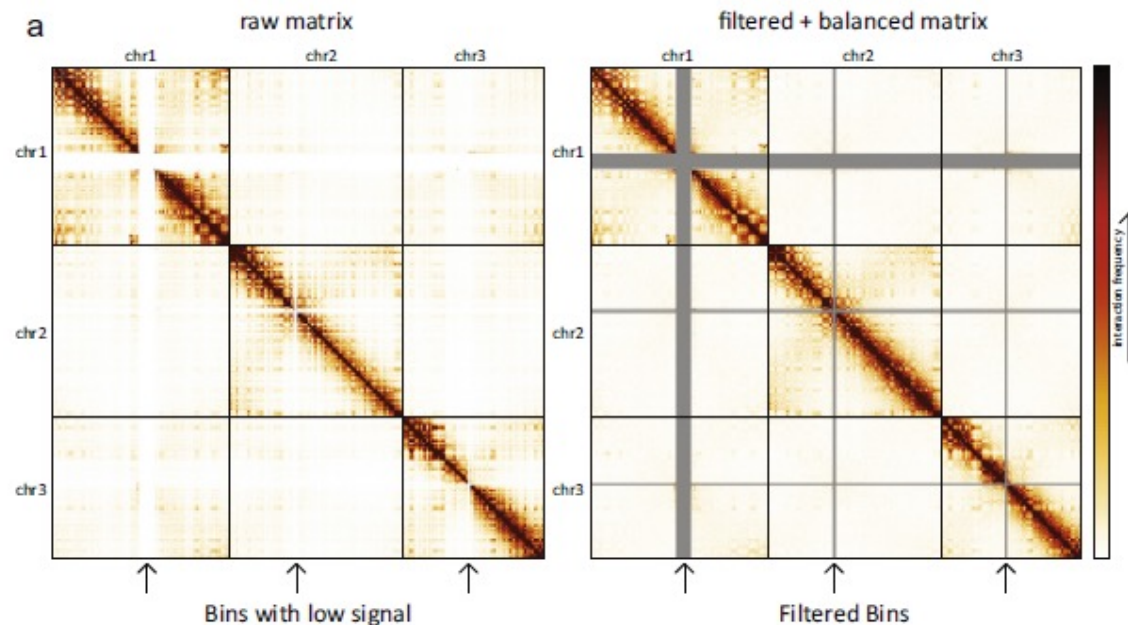 a
raw matrix
filtered + balanced matrix
chr1 chr2 chr3
chr1 chr2 chr3
chr1
chr2
chr3
chr1
chr2
chr3
interaction frequency
Bins with low signal
Filtered Bins